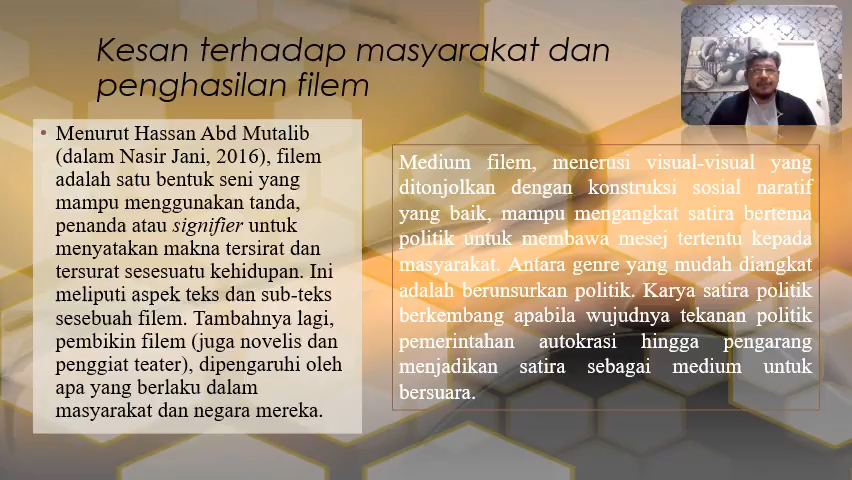 Kesan terhadap masyarakat dan
penghasilan filem
• Menurut Hassan Abd Mutalib
(dalam Nasir Jani, 2016), filem
adalah satu bentuk seni yang
mampu menggunakan tanda,
penanda atau signifier untuk
menyatakan makna tersirat dan
tersurat sesesuatu kehidupan. Ini
meliputi aspek teks dan sub-teks
sesebuah filem. Tambahnya lagi,
pembikin filem (juga novelis dan
penggiat teater), dipengaruhi oleh
apa yang berlaku dalam
masyarakat dan negara mereka.
Medium filem, menerusi visual-visual yang
ditonjolkan dengan konstruksi sosial naratif
yang baik, mampu mengangkat satira bertema
politik untuk membawa mesej tertentu kepada
masyarakat. Antara genre yang mudah diangkat
adalah berunsurkan politik. Karya satira politik
berkembang apabila wujudnya tekanan politik
pemerintahan autokrasi hingga pengarang
menjadikan satira sebagai medium untuk
bersuara.